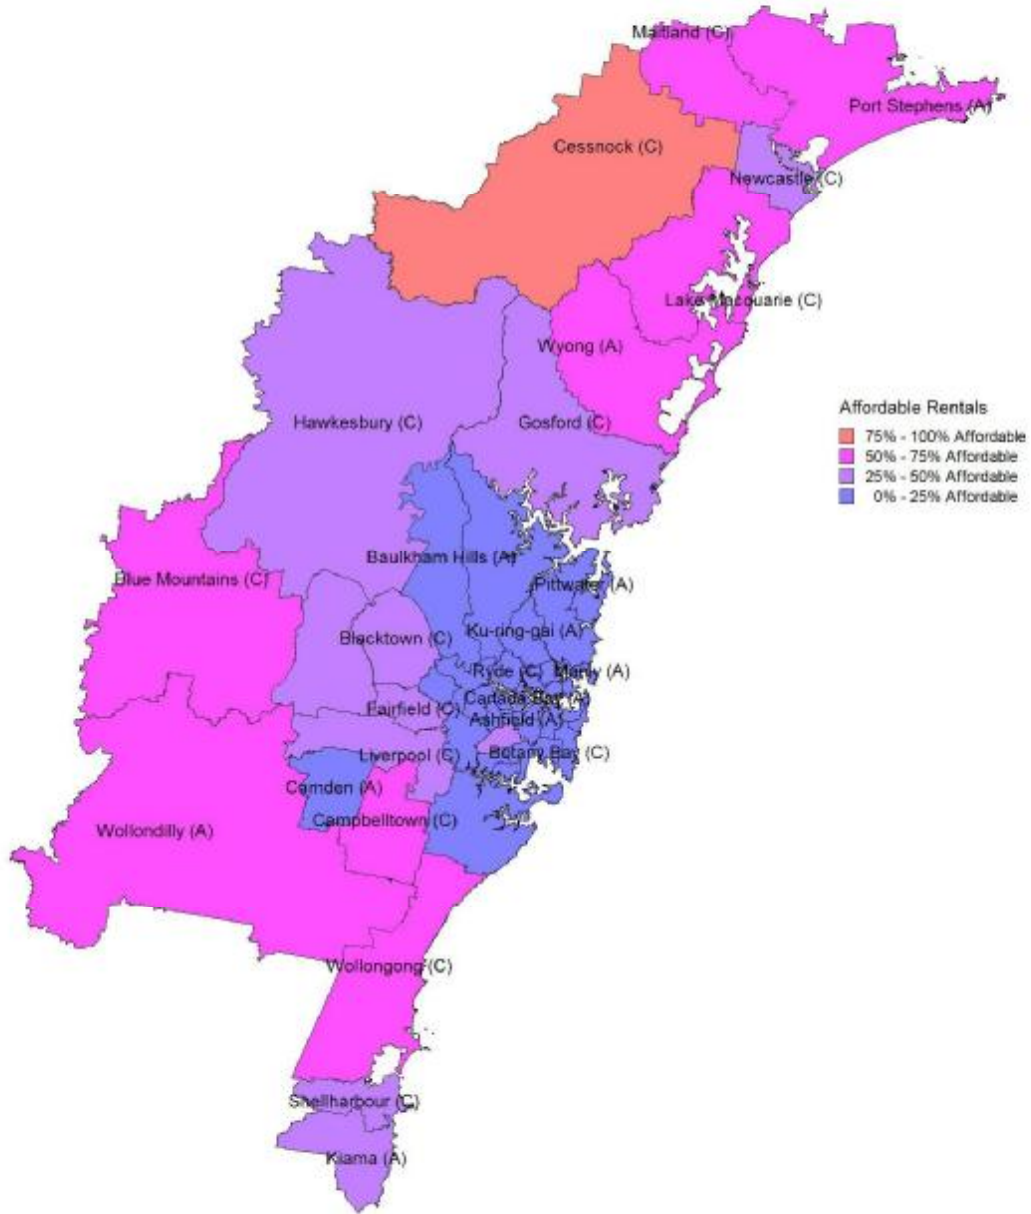 Maitland (C)
Port Stephens (A)
Cessnock (C)
Newcastle (C)
Lake Macquarie (C)
Wyong (A)
Hawkesbury (C)
Gosford (C)
Affordable Rentals
75% - 100% Affordable
50% - 75% Affordable
25% - 50% Affordable
0% - 25% Affordable
Baulkham Hills (A)
Blue Mountains (C)
Pittwater (A)
Blacktown (C)
Ku-ring-gai (A)
Ryde (C)
Manly (A)
Canada Bay (A)
Fairfield (C)
Ashfield (A)
Liverpool (C)
Botany Bay (C)
Camden (A)
Campbelltown (C)
Wollondilly (A)
Wollongong (C)
Shellharbour (C)
Kiama (A)